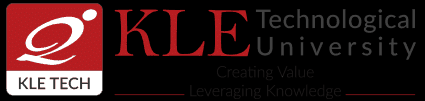 KLE TECH
KLE Technological
University
Creating Value
Leveraging Knowledge